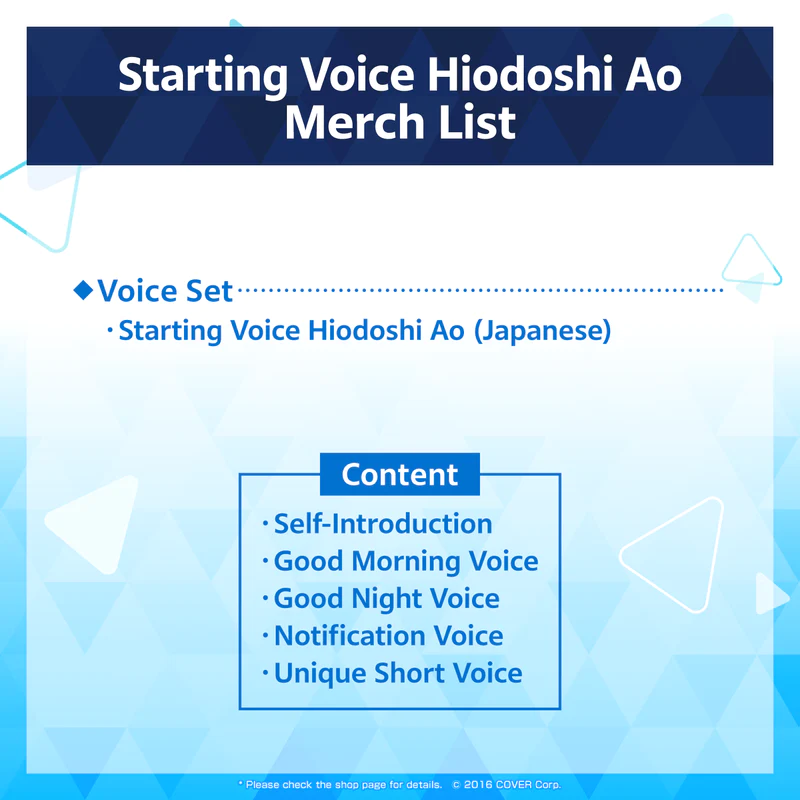 Starting Voice Hiodoshi Ao
Merch List
◆Voice Set
・Starting Voice Hiodoshi Ao (Japanese)
Content
・Self-Introduction
・Good Morning Voice
・Good Night Voice
・Notification Voice
・Unique Short Voice
* Please check the shop page for details. © 2016 COVER Corp.